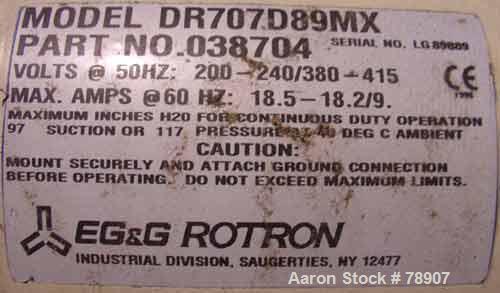 MODEL DR707D89MX
PART NO.038704 SERIAL NO. LG89889
VOLTS @ 50HZ: 200-240/380-415
CE
MAX. AMPS @60 HZ: 18.5-18.2/9.
MAXIMUM INCHES H20 FOR CONTINUOUS DUTY OPERATION
97 SUCTION OR 117 PRESSURE AT 40 DEG C AMBIENT
CAUTION:
MOUNT SECURELY AND ATTACH GROUND CONNECTION
BEFORE OPERATING. DO NOT EXCEED MAXIMUM LIMITS.
EG&G ROTRON
INDUSTRIAL DIVISION, SAUGERTIES, NY 12477
Aaron Stock # 78907